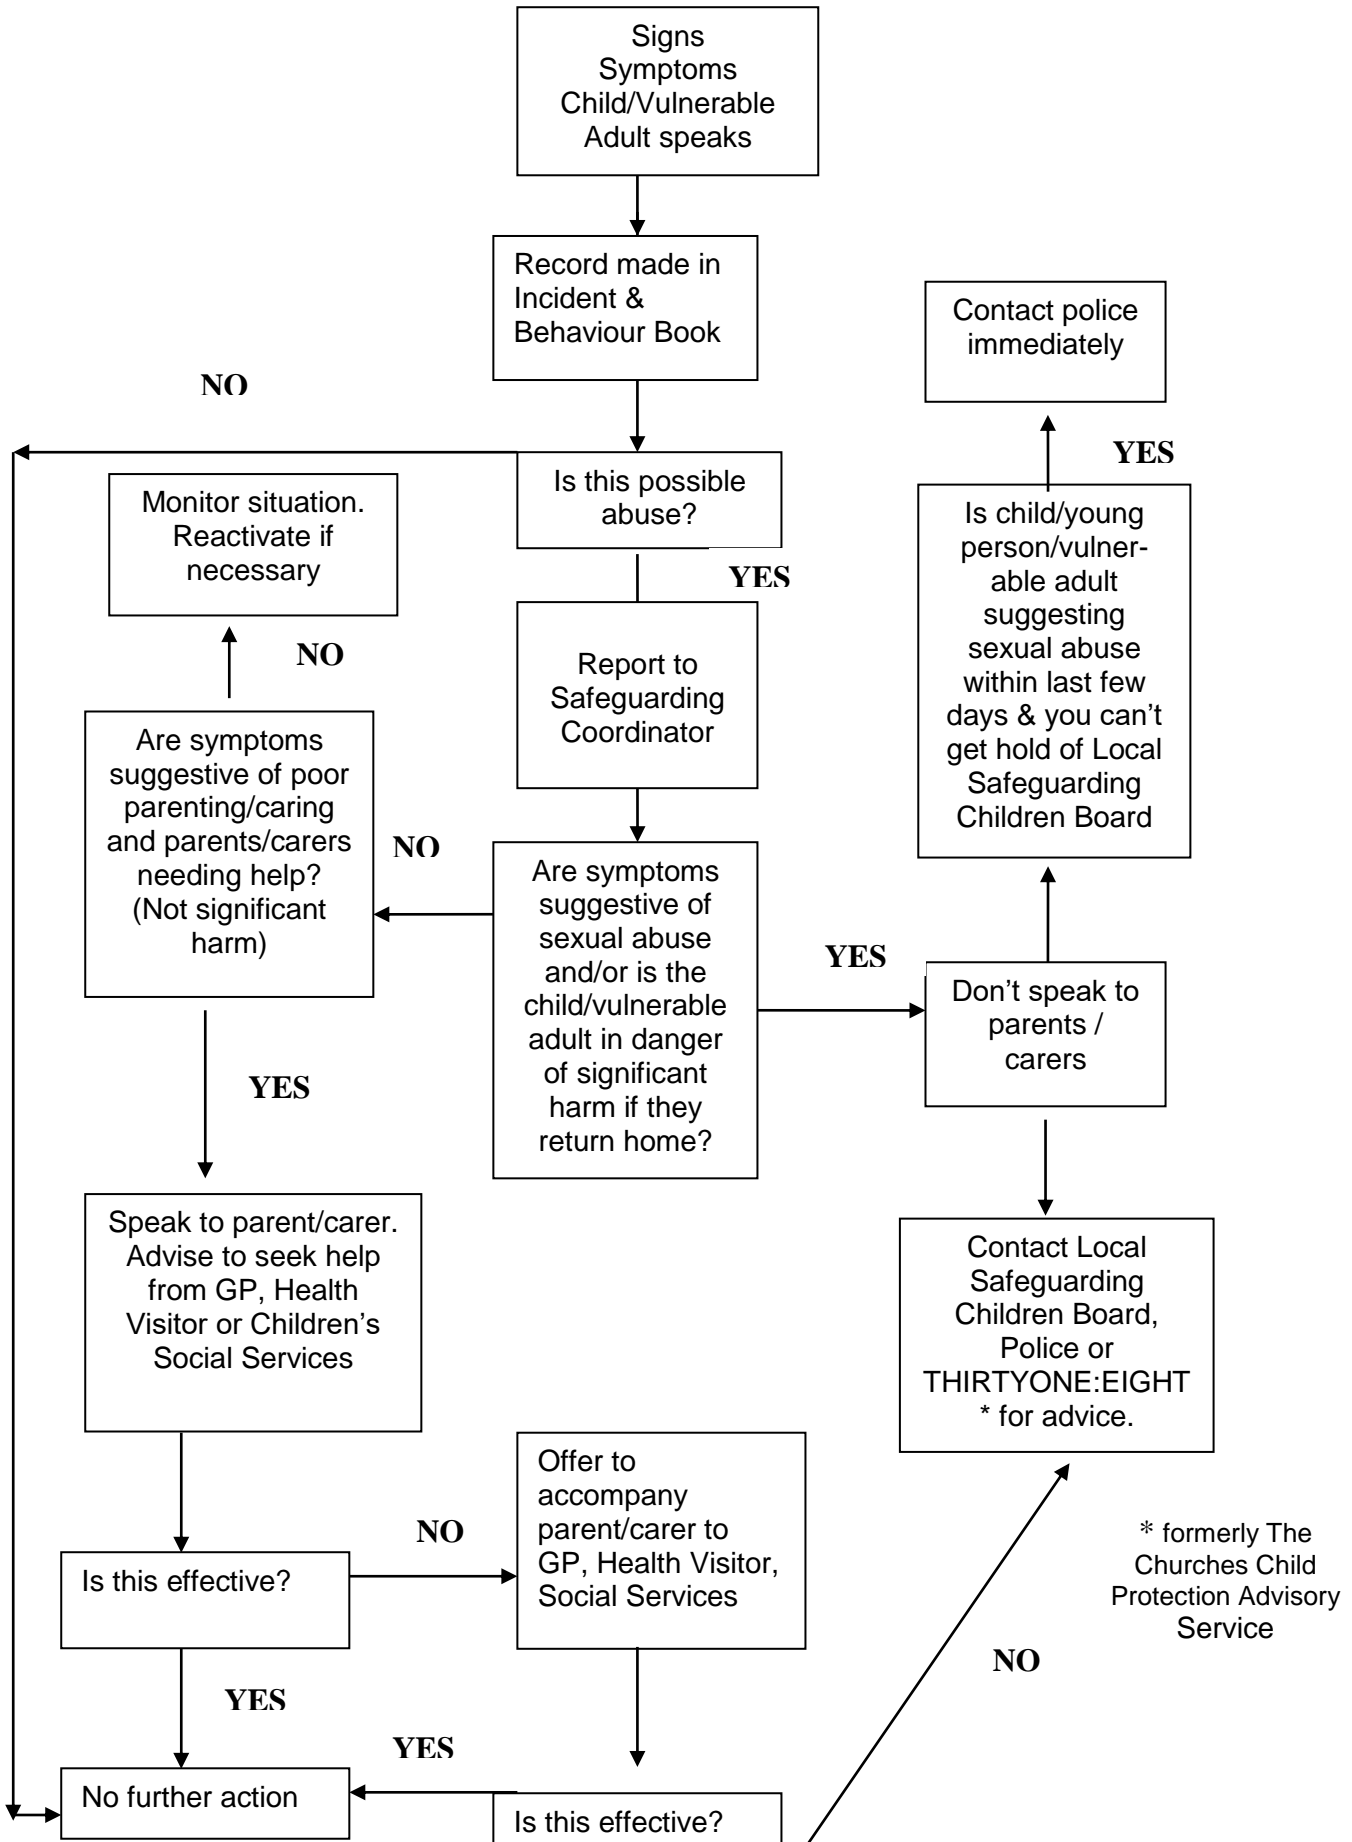 Signs
Symptoms
Child/Vulnerable
Adult speaks
Record made in
Incident &
Behaviour Book
Contact police
immediately
NO
YES
Is this possible
abuse?
Monitor situation.
Reactivate if
necessary
Is child/young
person/vulner-
able adult
suggesting
sexual abuse
within last few
days & you can’t
get hold of Local
Safeguarding
Children Board
YES
NO
Report to
Safeguarding
Coordinator
Are symptoms
suggestive of poor
parenting/caring
and parents/carers
needing help?
(Not significant
harm)
NO
Are symptoms
suggestive of
sexual abuse
and/or is the
child/vulnerable
adult in danger
of significant
harm if they
return home?
YES
Don’t speak to
parents /
carers
YES
Speak to parent/carer.
Advise to seek help
from GP, Health
Visitor or Children’s
Social Services
Contact Local
Safeguarding
Children Board,
Police or
THIRTYONE:EIGHT
* for advice.
Offer to
accompany
parent/carer to
GP, Health Visitor,
Social Services
NO
Is this effective?
* formerly The
Churches Child
Protection Advisory
Service
NO
YES
YES
No further action
Is this effective?